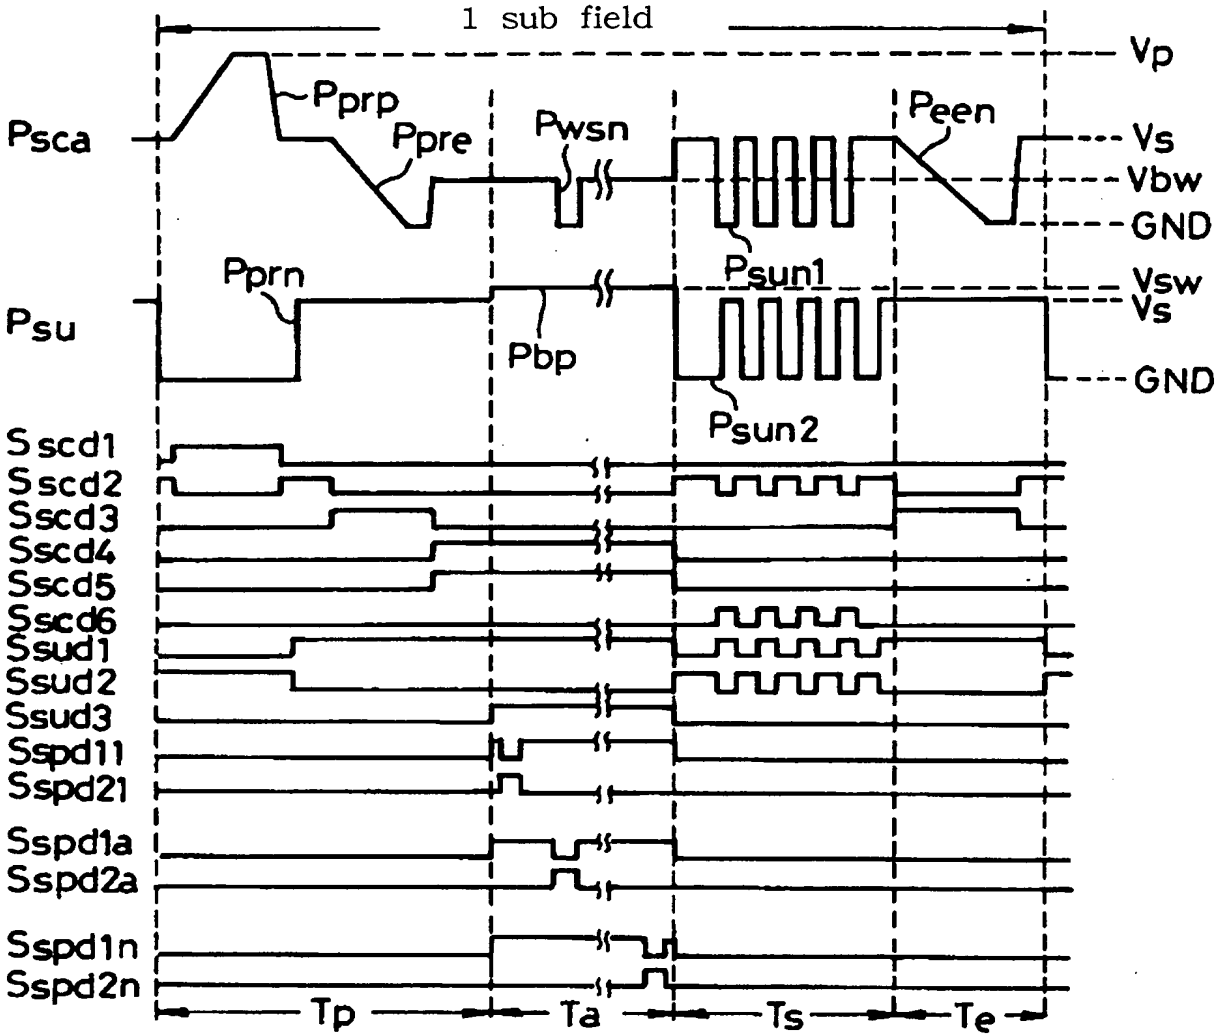 1 sub field
Vp
Pprp
Psca
Ppre
Pwsn
Peen
Vs
Vbw
GND
Pprn
Psun1
Vsw
Psu
Vs
Pbp
GND
Psun2
Sscd1
Sscd2
Sscd3
Sscd4
Sscd5
Sscd6
Ssud1
Ssud2
Ssud3
Sspd11
Sspd21
Sspd1a
Sspd2a
Sspd1n
Sspd2n
Tp Ta Ts Te